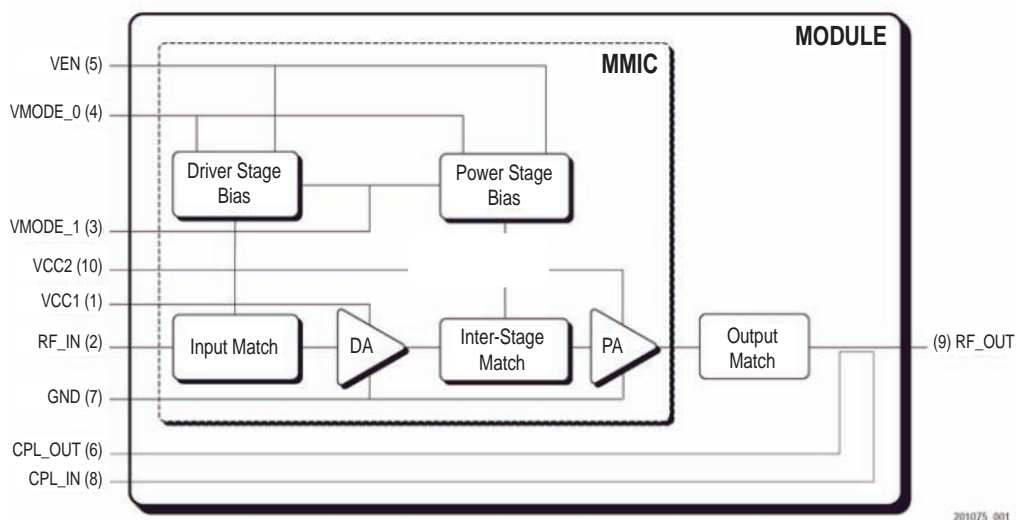 MODULE
MMIC
VEN (5)
VMODE_0 (4)
Driver Stage
Bias
Power Stage
Bias
VMODE_1 (3)
VCC2 (10)
VCC1 (1)
RF_IN (2)
Input Match
DA
Inter-Stage
Match
PA
Output
Match
(9) RF_OUT
GND (7)
CPL_OUT (6)
CPL_IN (8)
201075_001